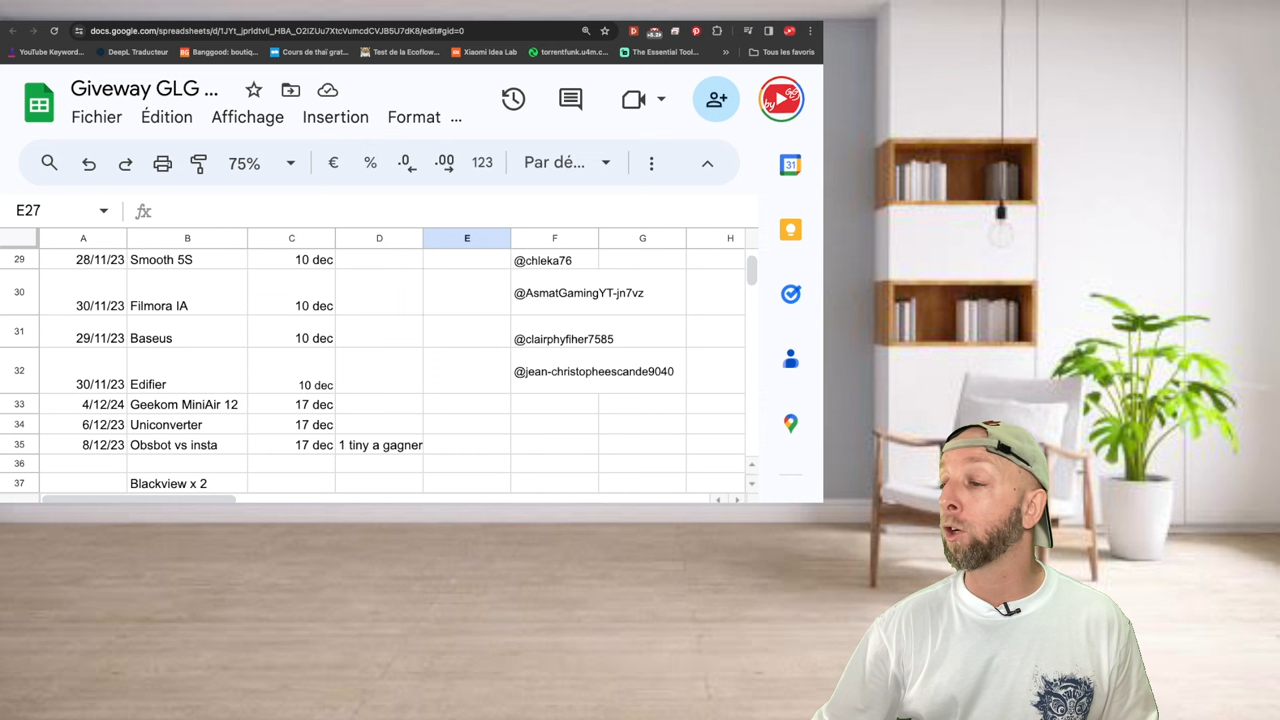 docs.google.com/spreadsheets/d/1JYt_jprIdtvIi_HBA_O2IZUu7XtcVumcdCVJB5U7dK8/edit#gid=0
YouTube Keyword... DeepL Traducteur Banggood: boutiq... Cours de thaï grat... Test de la Ecoflow... Xiaomi Idea Lab torrentfunk.u4m.c... The Essential Tool... » Tous les favoris
Giveway GLG ...
Fichier Édition Affichage Insertion Format ...
by GG
75% € % .0 .00 123 Par dé...
31
E27 fx
A B C D E F G H
29 28/11/23 Smooth 5S 10 dec @chleka76
30 30/11/23 Filmora IA 10 dec @AsmatGamingYT-jn7vz
31 29/11/23 Baseus 10 dec @clairphyfiher7585
32 30/11/23 Edifier 10 dec @jean-christopheescande9040
33 4/12/24 Geekom MiniAir 12 17 dec
34 6/12/23 Uniconverter 17 dec
35 8/12/23 Obsbot vs insta 17 dec 1 tiny a gagner
36
37 Blackview x 2